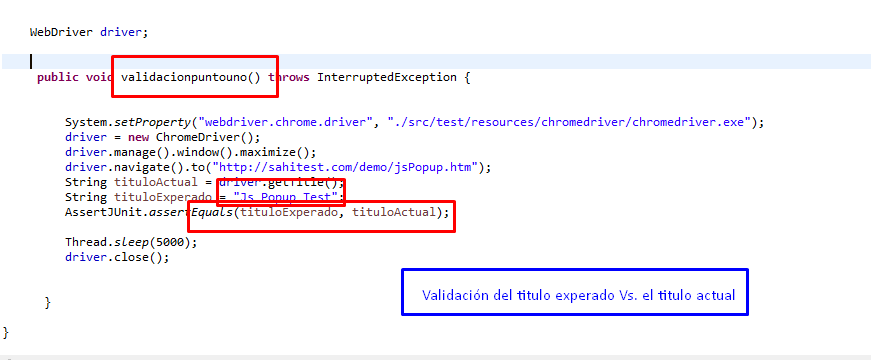 WebDriver driver;
public void validacionpuntouno() throws InterruptedException {
System.setProperty("webdriver.chrome.driver", "./src/test/resources/chromedriver/chromedriver.exe");
driver = new ChromeDriver();
driver.manage().window().maximize();
driver.navigate().to("http://sahitest.com/demo/jsPopup.htm");
String tituloActual = driver.getTitle();
String tituloExperado = "Js Popup Test";
AssertJUnit.assertEquals(tituloExperado, tituloActual);
Thread.sleep(5000);
driver.close();
Validación del titulo experado Vs. el titulo actual
}
}